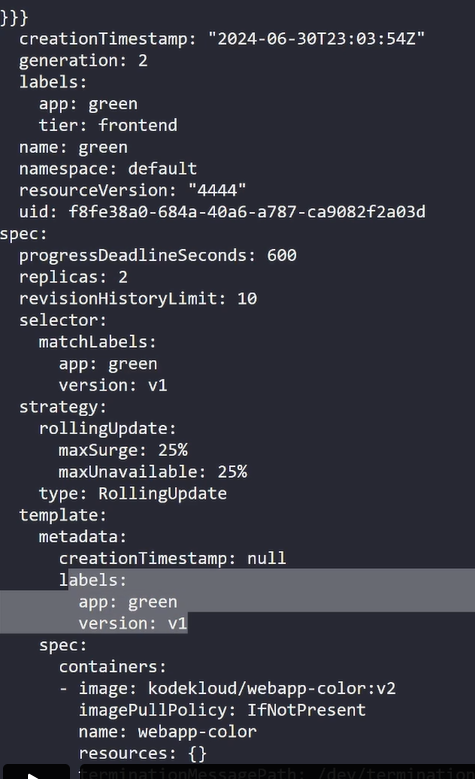 }}}
  creationTimestamp: "2024-06-30T23:03:54Z"
  generation: 2
  labels:
    app: green
    tier: frontend
  name: green
  namespace: default
  resourceVersion: "4444"
  uid: f8fe38a0-684a-40a6-a787-ca9082f2a03d
spec:
  progressDeadlineSeconds: 600
  replicas: 2
  revisionHistoryLimit: 10
  selector:
    matchLabels:
      app: green
      version: v1
  strategy:
    rollingUpdate:
      maxSurge: 25%
      maxUnavailable: 25%
    type: RollingUpdate
  template:
    metadata:
      creationTimestamp: null
      labels:
        app: green
        version: v1
    spec:
      containers:
      - image: kodekloud/webapp-color:v2
        imagePullPolicy: IfNotPresent
        name: webapp-color
        resources: {}
        terminationMessagePath: